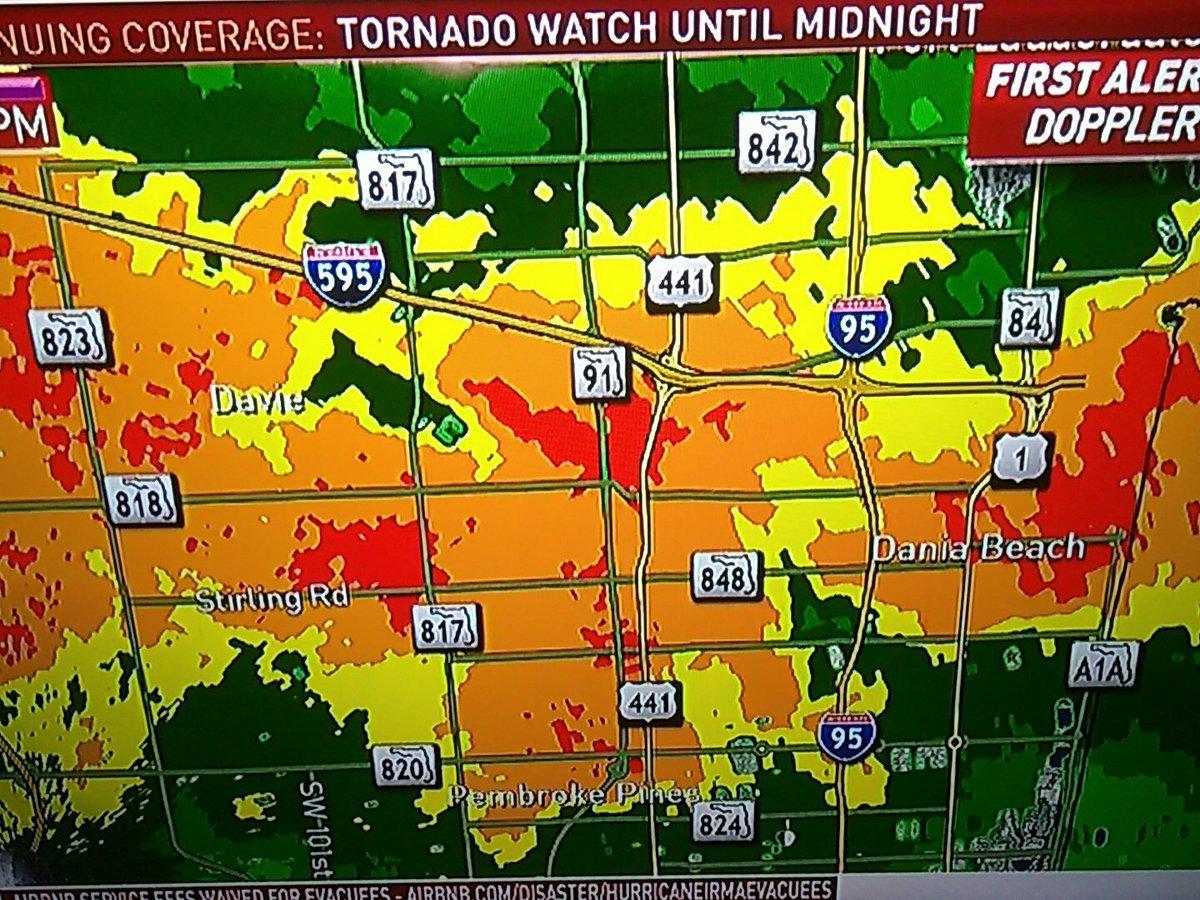 NUING COVERAGE: TORNADO WATCH UNTIL MIDNIGHT
FIRST ALER
DOPPLER
PM
842
817
595
441
95
84
823
91
Davie
1
818
Dania Beach
848
Stirling Rd
817
A1A
441
95
820
Pembroke Pines
824
SW 101st
AIRBNB SERVICE FEES WAIVED FOR EVACUEES - AIRBNB.COM/DISASTER/HURRICANEIRMAEVACUEES